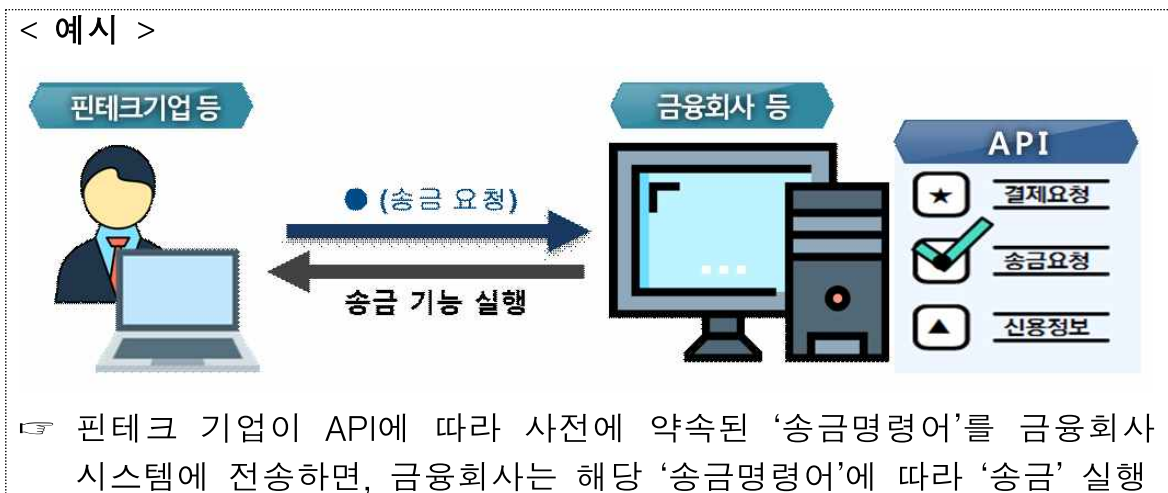 < 예시 >
핀테크기업 등
금융회사 등
API
★ 결제요청
● (송금 요청)
송금요청
송금 기능 실행
▲ 신용정보
☞ 핀테크 기업이 API에 따라 사전에 약속된 ‘송금명령어’를 금융회사
시스템에 전송하면, 금융회사는 해당 ‘송금명령어’에 따라 ‘송금’ 실행